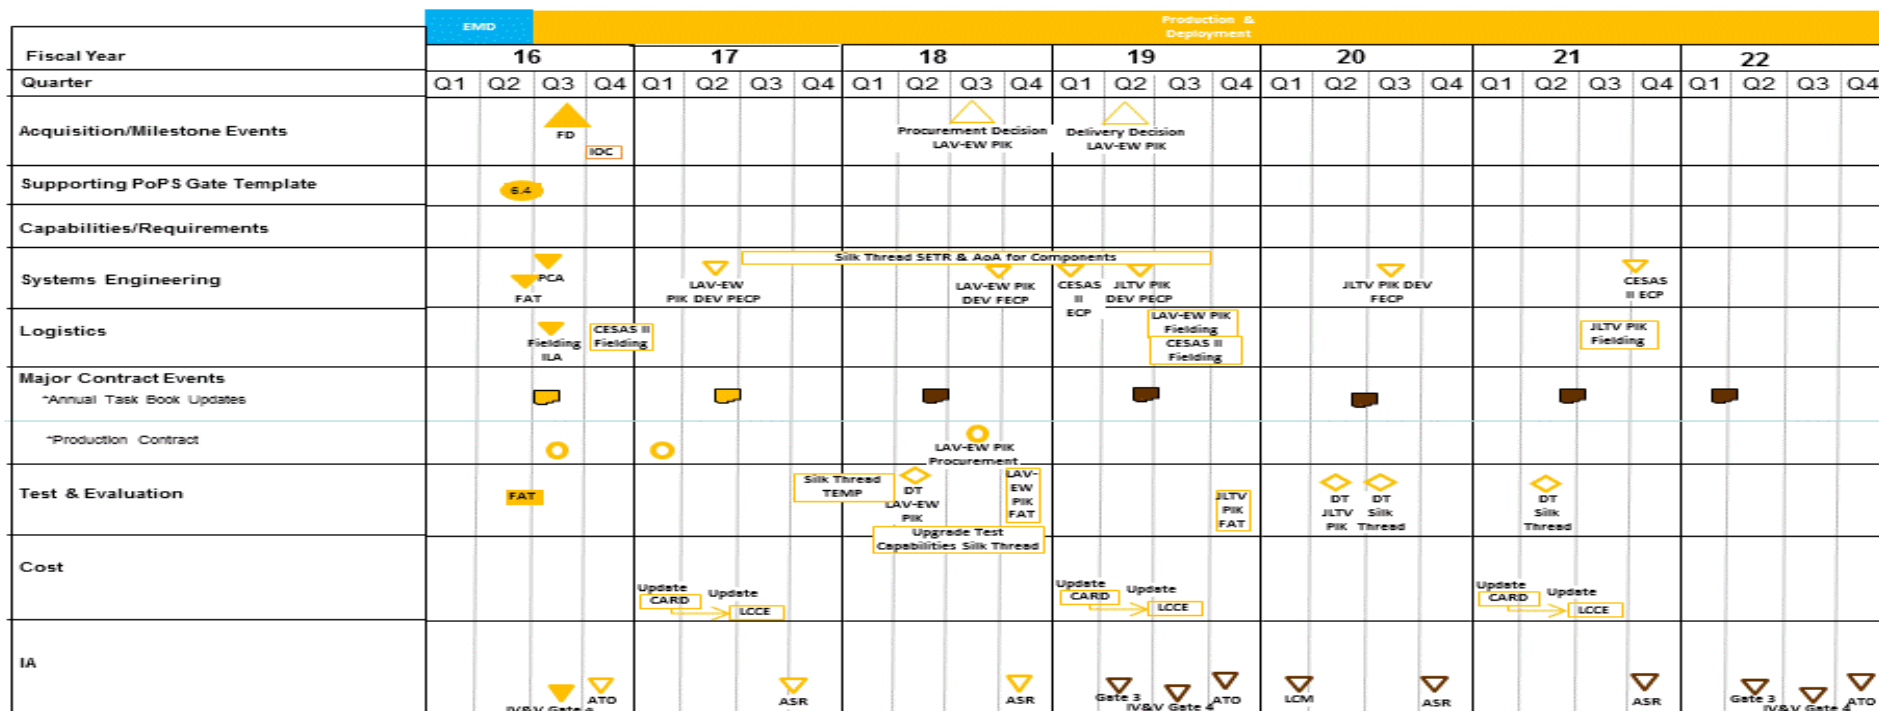 EMD
Production &
Deployment
Fiscal Year
16 17 18 19 20 21 22
Quarter
Q1 Q2 Q3 Q4 Q1 Q2 Q3 Q4 Q1 Q2 Q3 Q4 Q1 Q2 Q3 Q4 Q1 Q2 Q3 Q4 Q1 Q2 Q3 Q4 Q1 Q2 Q3 Q4
Acquisition/Milestone Events
FD
IOC
Procurement Decision
LAV-EW PIK
Delivery Decision
LAV-EW PIK
Supporting PoPS Gate Template
6.4
Capabilities/Requirements
Systems Engineering
Silk Thread SETR & AoA for Components
PCA
FAT
LAV-EW
PIK DEV PECP
LAV-EW PIK
DEV FECP
CESAS
II
ECP
JLTV PIK
DEV PECP
JLTV PIK DEV
FECP
CESAS
II ECP
Logistics
Fielding
ILA
CESAS II
Fielding
LAV-EW PIK
Fielding
CESAS II
Fielding
JLTV PIK
Fielding
Major Contract Events
*Annual Task Book Updates
*Production Contract
LAV-EW PIK
Procurement
Test & Evaluation
FAT
Silk Thread
TEMP
DT
LAV-EW
PIK
LAV-
EW
PIK
FAT
Upgrade Test
Capabilities Silk Thread
JLTV
PIK
FAT
DT
JLTV
PIK
DT
Silk
Thread
DT
Silk
Thread
Cost
Update
CARD
Update
LCCE
Update
CARD
Update
LCCE
Update
CARD
Update
LCCE
IA
IV&V Gate
ATO
ASR
ASR
Gate 3
IV&V Gate 4
ATO
LCM
ASR
ASR
Gate 3
IV&V Gate 4
ATO